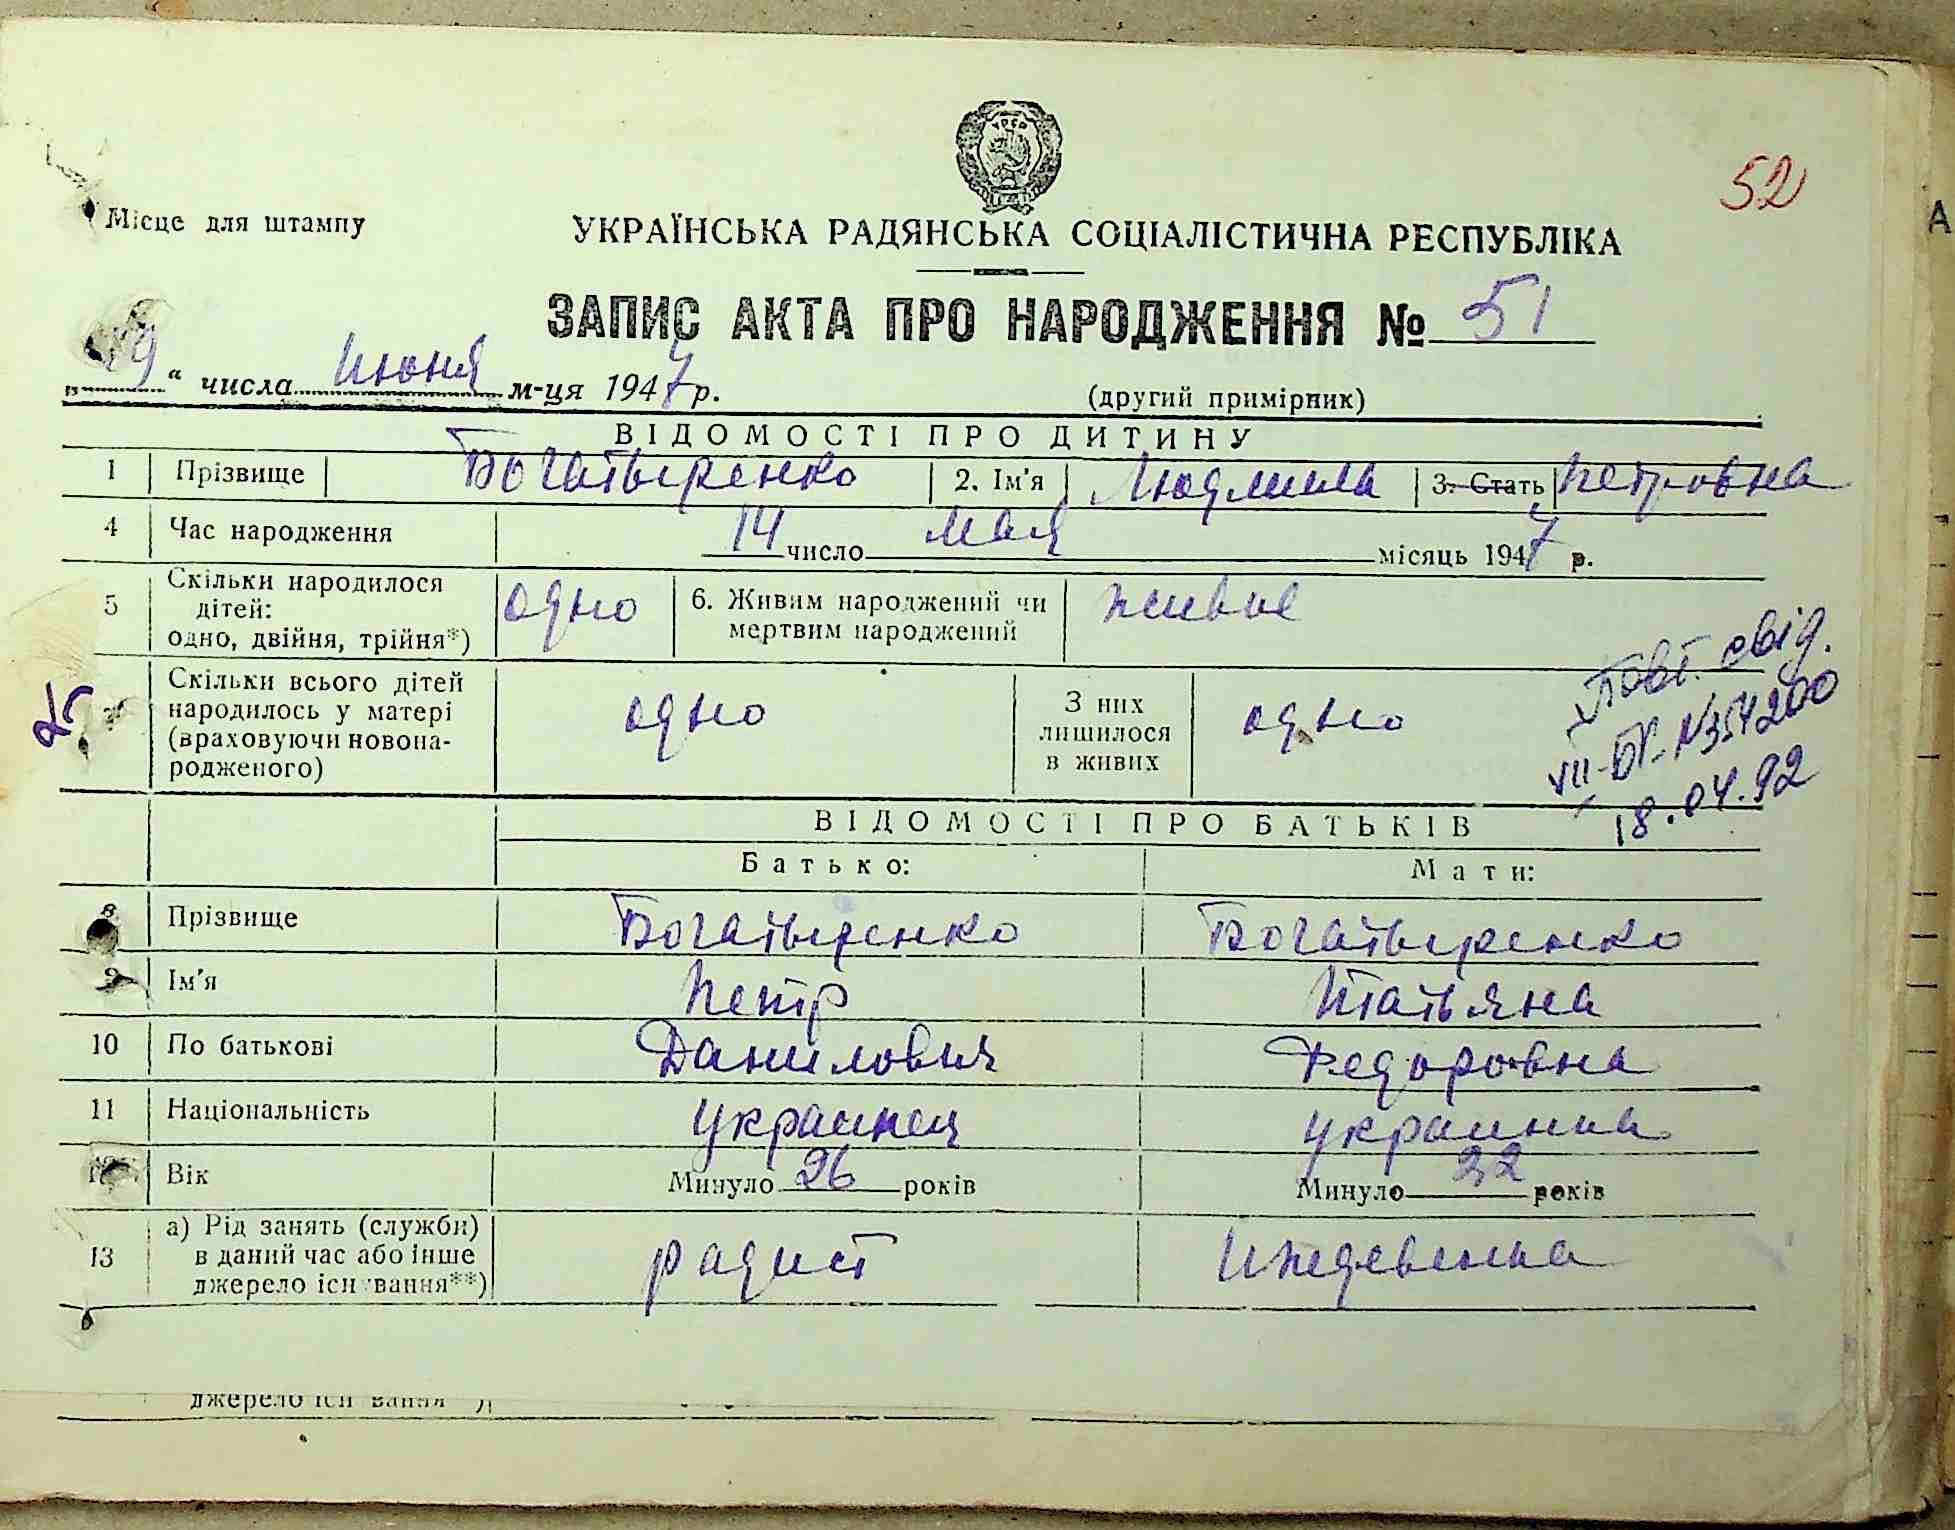 УРСР
52
Місце для штампу
УКРАЇНСЬКА РАДЯНСЬКА СОЦІАЛІСТИЧНА РЕСПУБЛІКА
ЗАПИС АКТА ПРО НАРОДЖЕННЯ № 51
„ 9 “ числа июня м-ця 1947 р.
(другий примірник)
ВІДОМОСТІ ПРО ДИТИНУ
1 Прізвище Богатыренко 2. Ім'я Людмила 3. Стать Петровна
4 Час народження 14 число мая місяць 1947 р.
5 Скільки народилося дітей: одно, двійня, трійня*) одно 6. Живим народжений чи мертвим народжений живое
Скільки всього дітей народилось у матері (враховуючи новонародженого) одно З них лишилося в живих одно
Повт. свід.
VII-БК №354200
18.04.92
ВІДОМОСТІ ПРО БАТЬКІВ
Батько: Мати:
8 Прізвище Богатыренко Богатыренко
9 Ім'я Петр Татьяна
10 По батькові Данилович Федоровна
11 Національність украинец украинка
12 Вік Минуло 26 років Минуло 22 років
13 а) Рід занять (служби) в даний час або інше джерело існування**) радист иждевенка
джерело існ вання
А